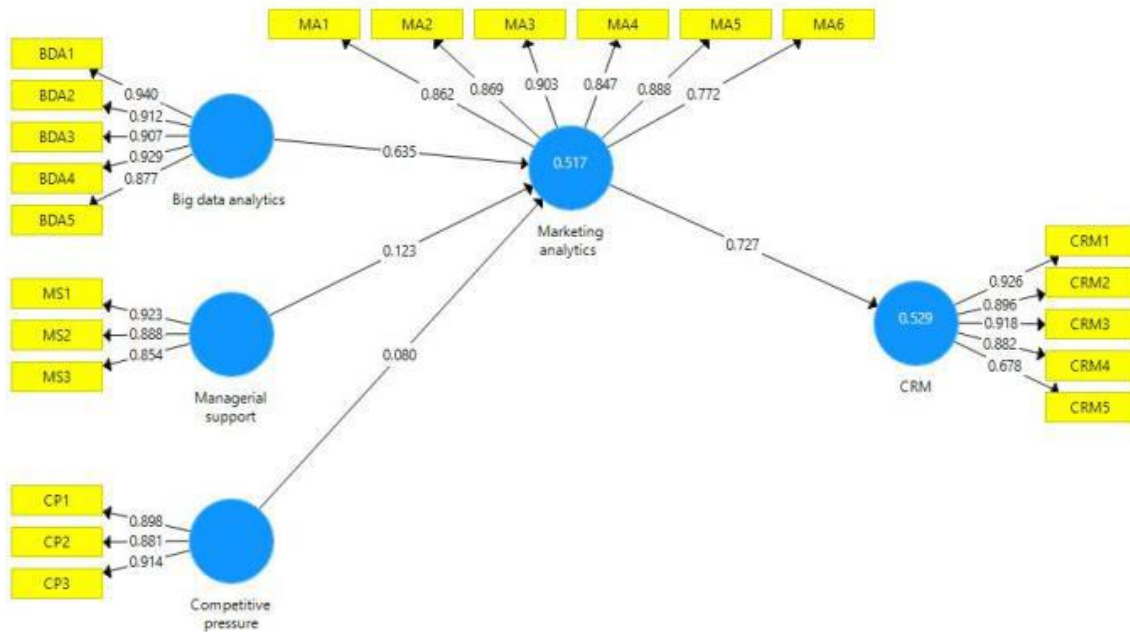 MA1
MA2
MA3
MA4
MA5
MA6
0.862
0.869
0.903
0.847
0.888
0.772
BDA1
BDA2
BDA3
BDA4
BDA5
0.940
0.912
0.907
0.929
0.877
Big data analytics
0.635
0.517
Marketing
analytics
0.123
0.727
MS1
MS2
MS3
0.923
0.888
0.854
Managerial
support
0.080
0.529
CRM
0.926
0.896
0.918
0.882
0.678
CRM1
CRM2
CRM3
CRM4
CRM5
CP1
CP2
CP3
0.898
0.881
0.914
Competitive
pressure